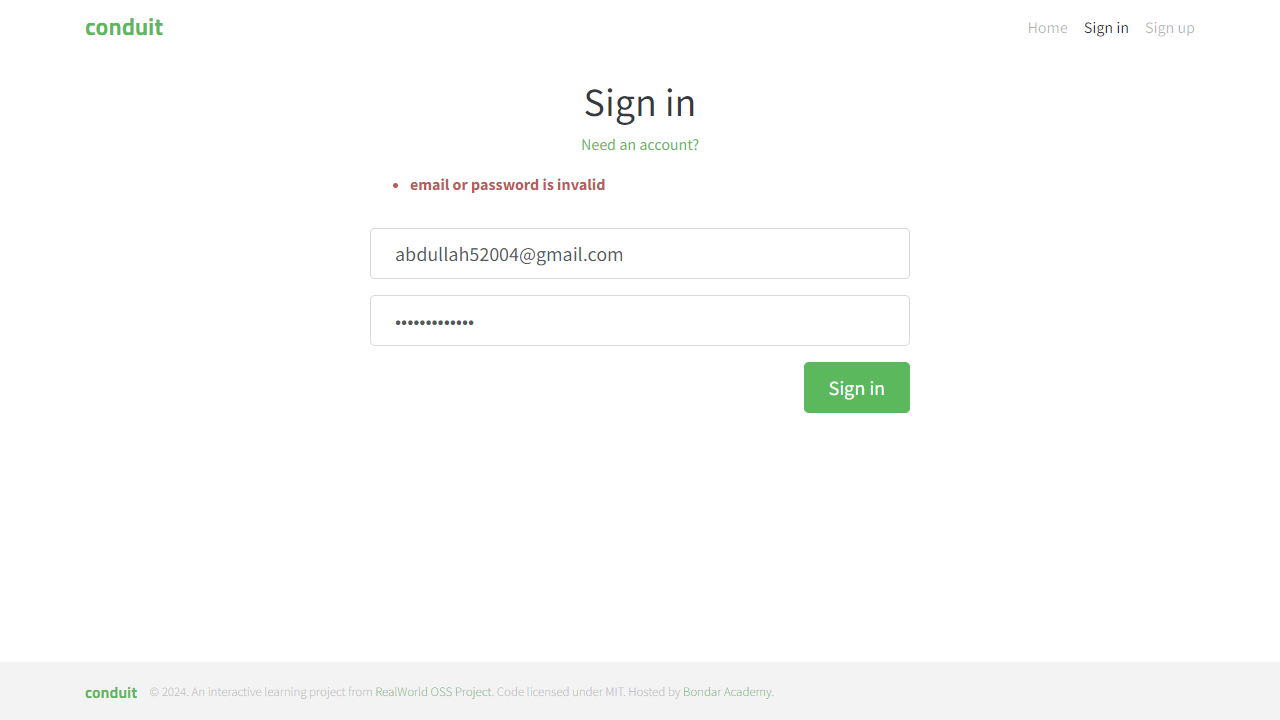 conduit
Home Sign in Sign up
Sign in
Need an account?
• email or password is invalid
abdullah52004@gmail.com
•••••••••••••
Sign in
conduit © 2024. An interactive learning project from RealWorld OSS Project. Code licensed under MIT. Hosted by Bondar Academy.